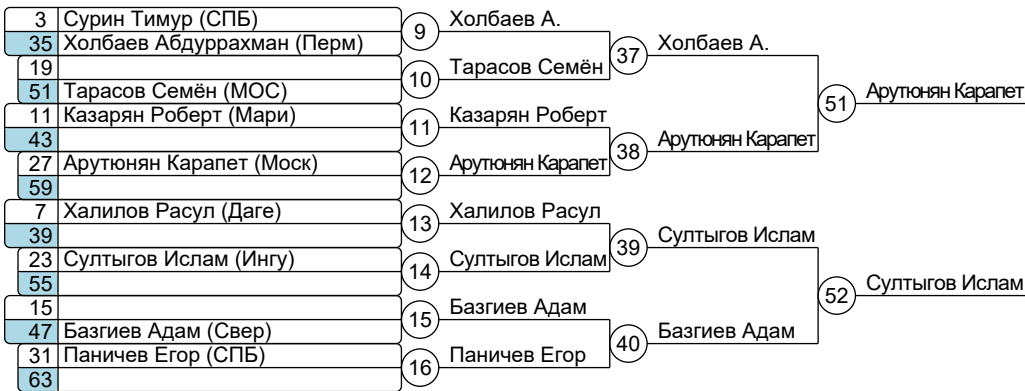 3 Сурин Тимур (СПБ)
35 Холбаев Абдуррахман (Перм)
9 Холбаев А.
19
51 Тарасов Семён (МОС)
10 Тарасов Семён
37 Холбаев А.
11 Казарян Роберт (Мари)
43
11 Казарян Роберт
27 Арутюнян Карапет (Моск)
59
12 Арутюнян Карапет
38 Арутюнян Карапет
51 Арутюнян Карапет
7 Халилов Расул (Даге)
39
13 Халилов Расул
23 Султыгов Ислам (Ингу)
55
14 Султыгов Ислам
39 Султыгов Ислам
15
47 Базгиев Адам (Свер)
15 Базгиев Адам
31 Паничев Егор (СПБ)
63
16 Паничев Егор
40 Базгиев Адам
52 Султыгов Ислам